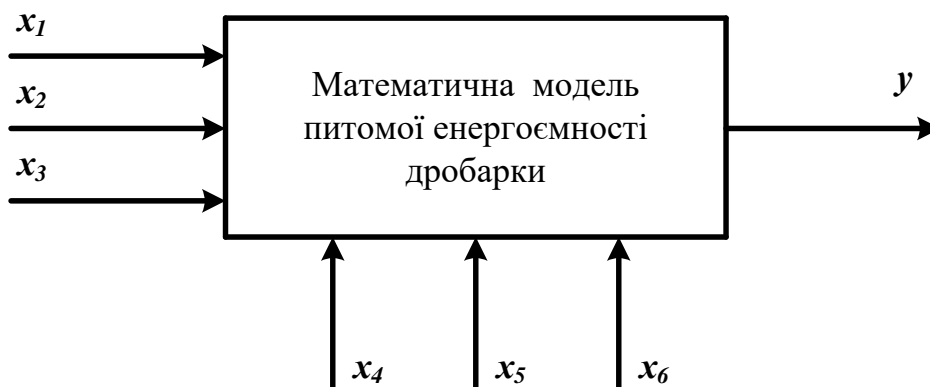 x1
x2
x3
Математична модель
питомої енергоємності
дробарки
y
x4
x5
x6